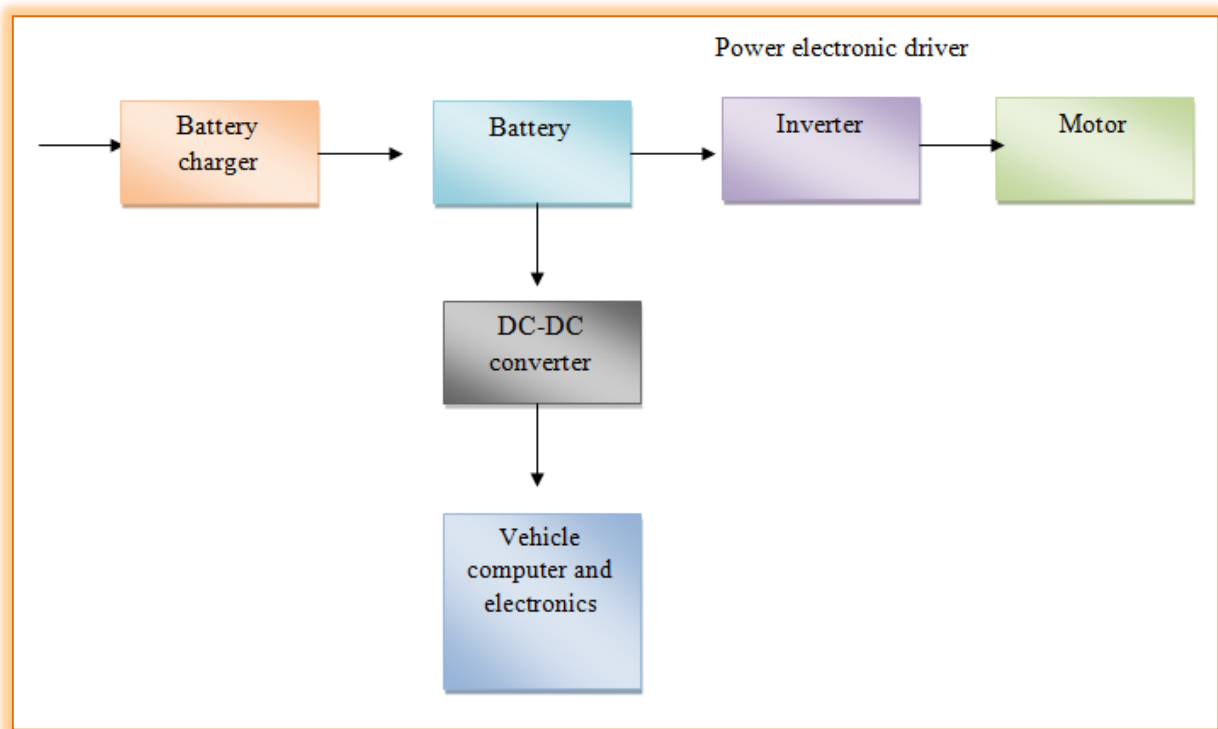 Power electronic driver
Battery
charger
Battery
Inverter
Motor
DC-DC
converter
Vehicle
computer and
electronics